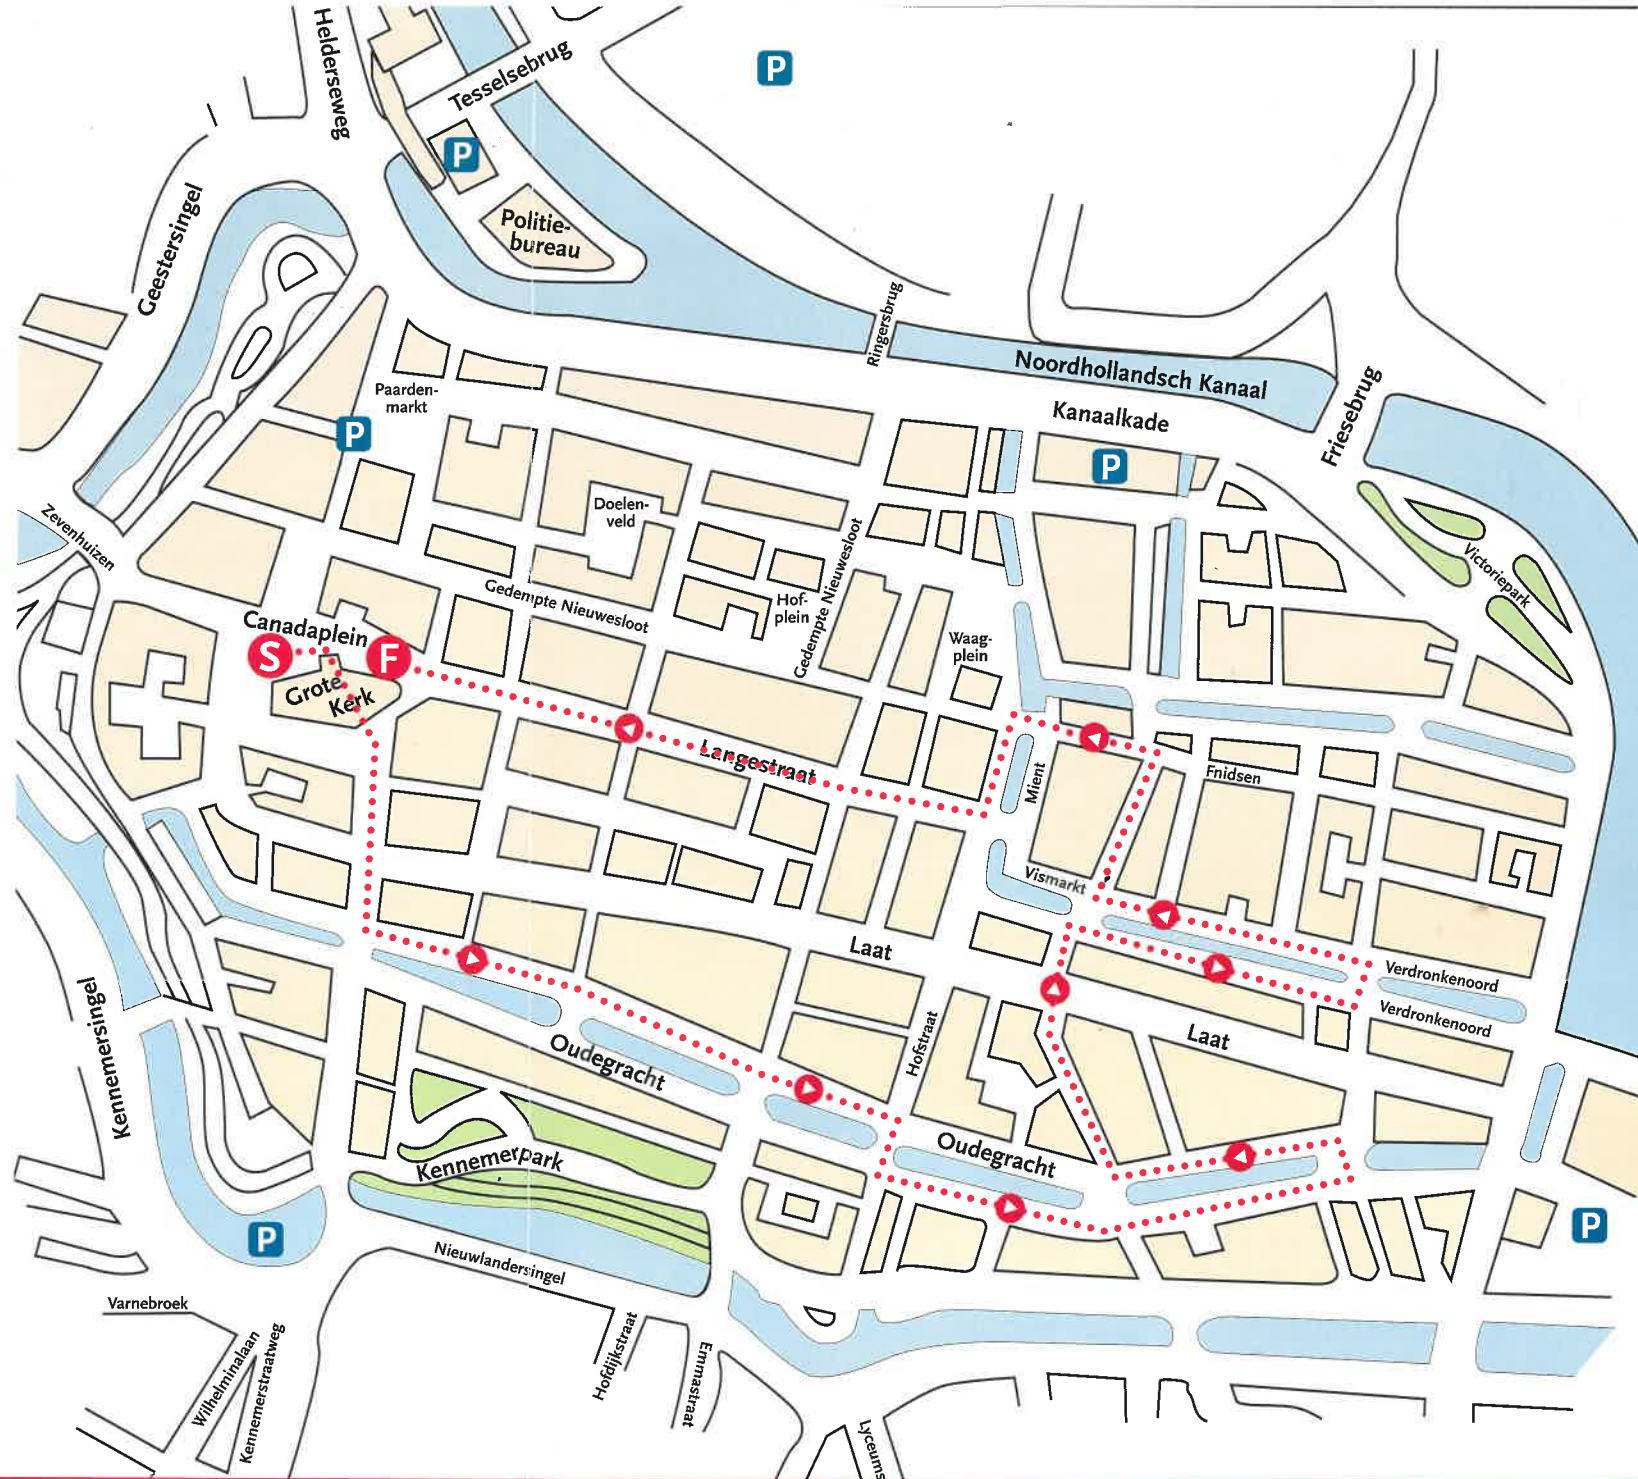 Helderseweg
Tesselsebrug
P
P
Politie-
bureau
Geestersingel
Ringersbrug
Noordhollandsch Kanaal
Kanaalkade
Friesebrug
Paarden-
markt
P
P
Doelen-
veld
Zevenhuizen
Victoriepark
Gedempte Nieuwesloot
Hof-
plein
Gedempte Nieuwesloot
Waag-
plein
Canadaplein
S
F
Grote
Kerk
Langestraat
Mient
Fnidsen
Vismarkt
Laat
Verdronkenoord
Verdronkenoord
Kennemersingel
Oudegracht
Hofstraat
Laat
Oudegracht
Kennemerpark
P
P
Nieuwlandersingel
Varnebroek
Wilhelminalaan
Kennemerstraatweg
Hofdijkstraat
Emmastraat
Lyceums